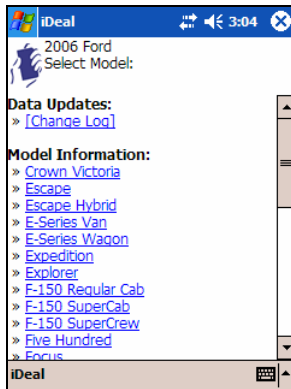 iDeal 3:04
2006 Ford
Select Model:
Data Updates:
» [Change Log]
Model Information:
» Crown Victoria
» Escape
» Escape Hybrid
» E-Series Van
» E-Series Wagon
» Expedition
» Explorer
» F-150 Regular Cab
» F-150 SuperCab
» F-150 SuperCrew
» Five Hundred
» Focus
iDeal